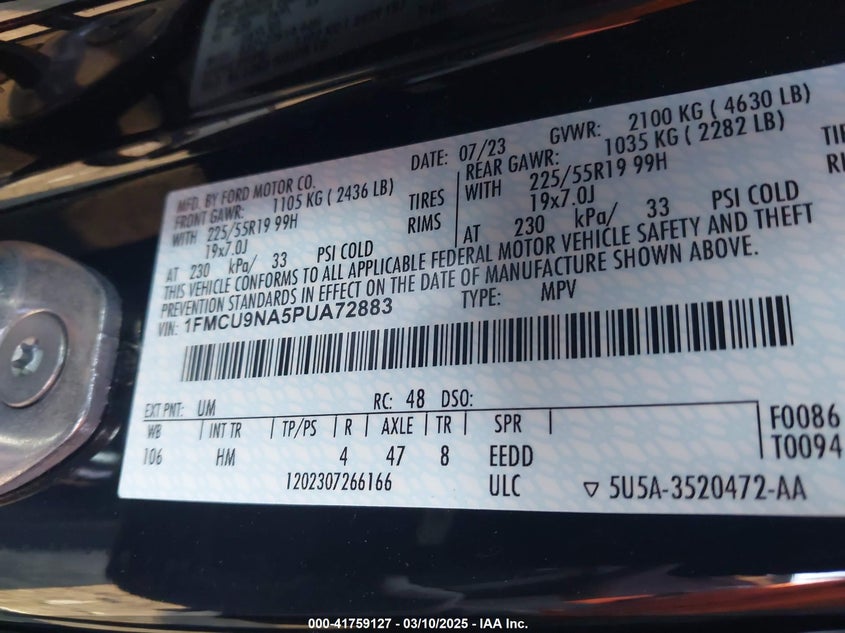 MFD. BY FORD MOTOR CO. DATE: 07/23 GVWR: 2100 KG ( 4630 LB)
FRONT GAWR: 1105 KG ( 2436 LB) REAR GAWR: 1035 KG ( 2282 LB)
WITH 225/55R19 99H TIRES WITH 225/55R19 99H
19x7.0J RIMS 19x7.0J
AT 230 kPa/ 33 PSI COLD AT 230 kPa/ 33 PSI COLD
THIS VEHICLE CONFORMS TO ALL APPLICABLE FEDERAL MOTOR VEHICLE SAFETY AND THEFT
PREVENTION STANDARDS IN EFFECT ON THE DATE OF MANUFACTURE SHOWN ABOVE.
VIN: 1FMCU9NA5PUA72883 TYPE: MPV
EXT PNT: UM RC: 48 DSO:
WB INT TR TP/PS R AXLE TR SPR F0086
106 HM 4 47 8 EEDD T0094
1202307266166 ULC 5U5A-3520472-AA
000-41759127 - 03/10/2025 - IAA Inc.